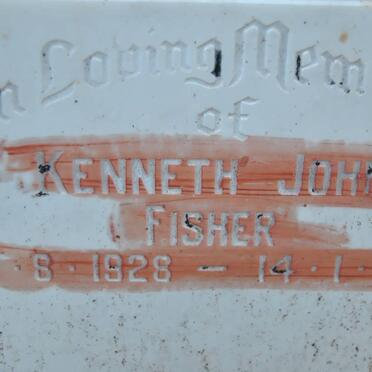 n Loving Mem
of
KENNETH JOHN
FISHER
· 8 · 1928 — 14 · 1 ·